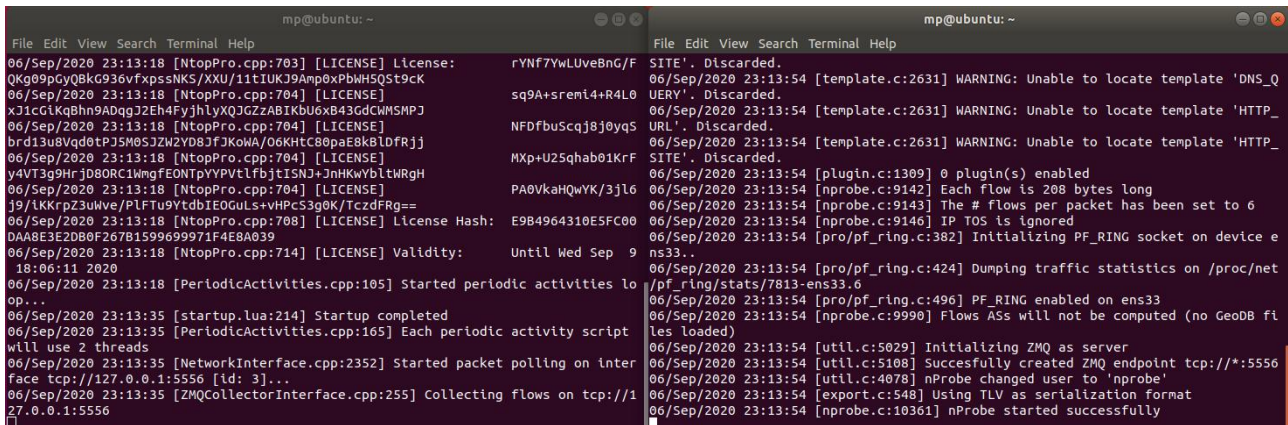 mp@ubuntu: ~
File Edit View Search Terminal Help
06/Sep/2020 23:13:18 [NtopPro.cpp:703] [LICENSE] License: rYNf7YwLUveBnG/F
QKg09pGyQBkG936vfxpssNKS/XXU/11tIUKJ9Amp0xPbWH5QSt9cK
06/Sep/2020 23:13:18 [NtopPro.cpp:704] [LICENSE] sq9A+sremi4+R4L0
xJ1cGiKqBhn9ADqgJ2Eh4FyjhlyXQJGZzABIKbU6xB43GdCWMSMPJ
06/Sep/2020 23:13:18 [NtopPro.cpp:704] [LICENSE] NFDfbuScqj8j0yqS
brd13u8Vqd0tPJ5M0SJZW2YD8JfJKoWA/O6KHtC80paE8kBlDfRjj
06/Sep/2020 23:13:18 [NtopPro.cpp:704] [LICENSE] MXp+U25qhab01KrF
y4VT3g9HrjD8ORC1WmgfEONTpYYPVtlfbjtISNJ+JnHKwYbltWRgH
06/Sep/2020 23:13:18 [NtopPro.cpp:704] [LICENSE] PA0VkaHQwYK/3jl6
j9/iKKrpZ3uWve/PlFTu9YtdbIEOGuLs+vHPcS3g0K/TczdFRg==
06/Sep/2020 23:13:18 [NtopPro.cpp:708] [LICENSE] License Hash: E9B4964310E5FC00
DAA8E3E2DB0F267B1599699971F4E8A039
06/Sep/2020 23:13:18 [NtopPro.cpp:714] [LICENSE] Validity: Until Wed Sep 9
18:06:11 2020
06/Sep/2020 23:13:18 [PeriodicActivities.cpp:105] Started periodic activities lo
op...
06/Sep/2020 23:13:35 [startup.lua:214] Startup completed
06/Sep/2020 23:13:35 [PeriodicActivities.cpp:165] Each periodic activity script
will use 2 threads
06/Sep/2020 23:13:35 [NetworkInterface.cpp:2352] Started packet polling on inter
face tcp://127.0.0.1:5556 [id: 3]...
06/Sep/2020 23:13:35 [ZMQCollectorInterface.cpp:255] Collecting flows on tcp://1
27.0.0.1:5556
mp@ubuntu: ~
File Edit View Search Terminal Help
SITE'. Discarded.
06/Sep/2020 23:13:54 [template.c:2631] WARNING: Unable to locate template 'DNS_Q
UERY'. Discarded.
06/Sep/2020 23:13:54 [template.c:2631] WARNING: Unable to locate template 'HTTP_
URL'. Discarded.
06/Sep/2020 23:13:54 [template.c:2631] WARNING: Unable to locate template 'HTTP_
SITE'. Discarded.
06/Sep/2020 23:13:54 [plugin.c:1309] 0 plugin(s) enabled
06/Sep/2020 23:13:54 [nprobe.c:9142] Each flow is 208 bytes long
06/Sep/2020 23:13:54 [nprobe.c:9143] The # flows per packet has been set to 6
06/Sep/2020 23:13:54 [nprobe.c:9146] IP TOS is ignored
06/Sep/2020 23:13:54 [pro/pf_ring.c:382] Initializing PF_RING socket on device e
ns33..
06/Sep/2020 23:13:54 [pro/pf_ring.c:424] Dumping traffic statistics on /proc/net
/pf_ring/stats/7813-ens33.6
06/Sep/2020 23:13:54 [pro/pf_ring.c:496] PF_RING enabled on ens33
06/Sep/2020 23:13:54 [nprobe.c:9990] Flows ASs will not be computed (no GeoDB fi
les loaded)
06/Sep/2020 23:13:54 [util.c:5029] Initializing ZMQ as server
06/Sep/2020 23:13:54 [util.c:5108] Succesfully created ZMQ endpoint tcp://*:5556
06/Sep/2020 23:13:54 [util.c:4078] nProbe changed user to 'nprobe'
06/Sep/2020 23:13:54 [export.c:548] Using TLV as serialization format
06/Sep/2020 23:13:54 [nprobe.c:10361] nProbe started successfully